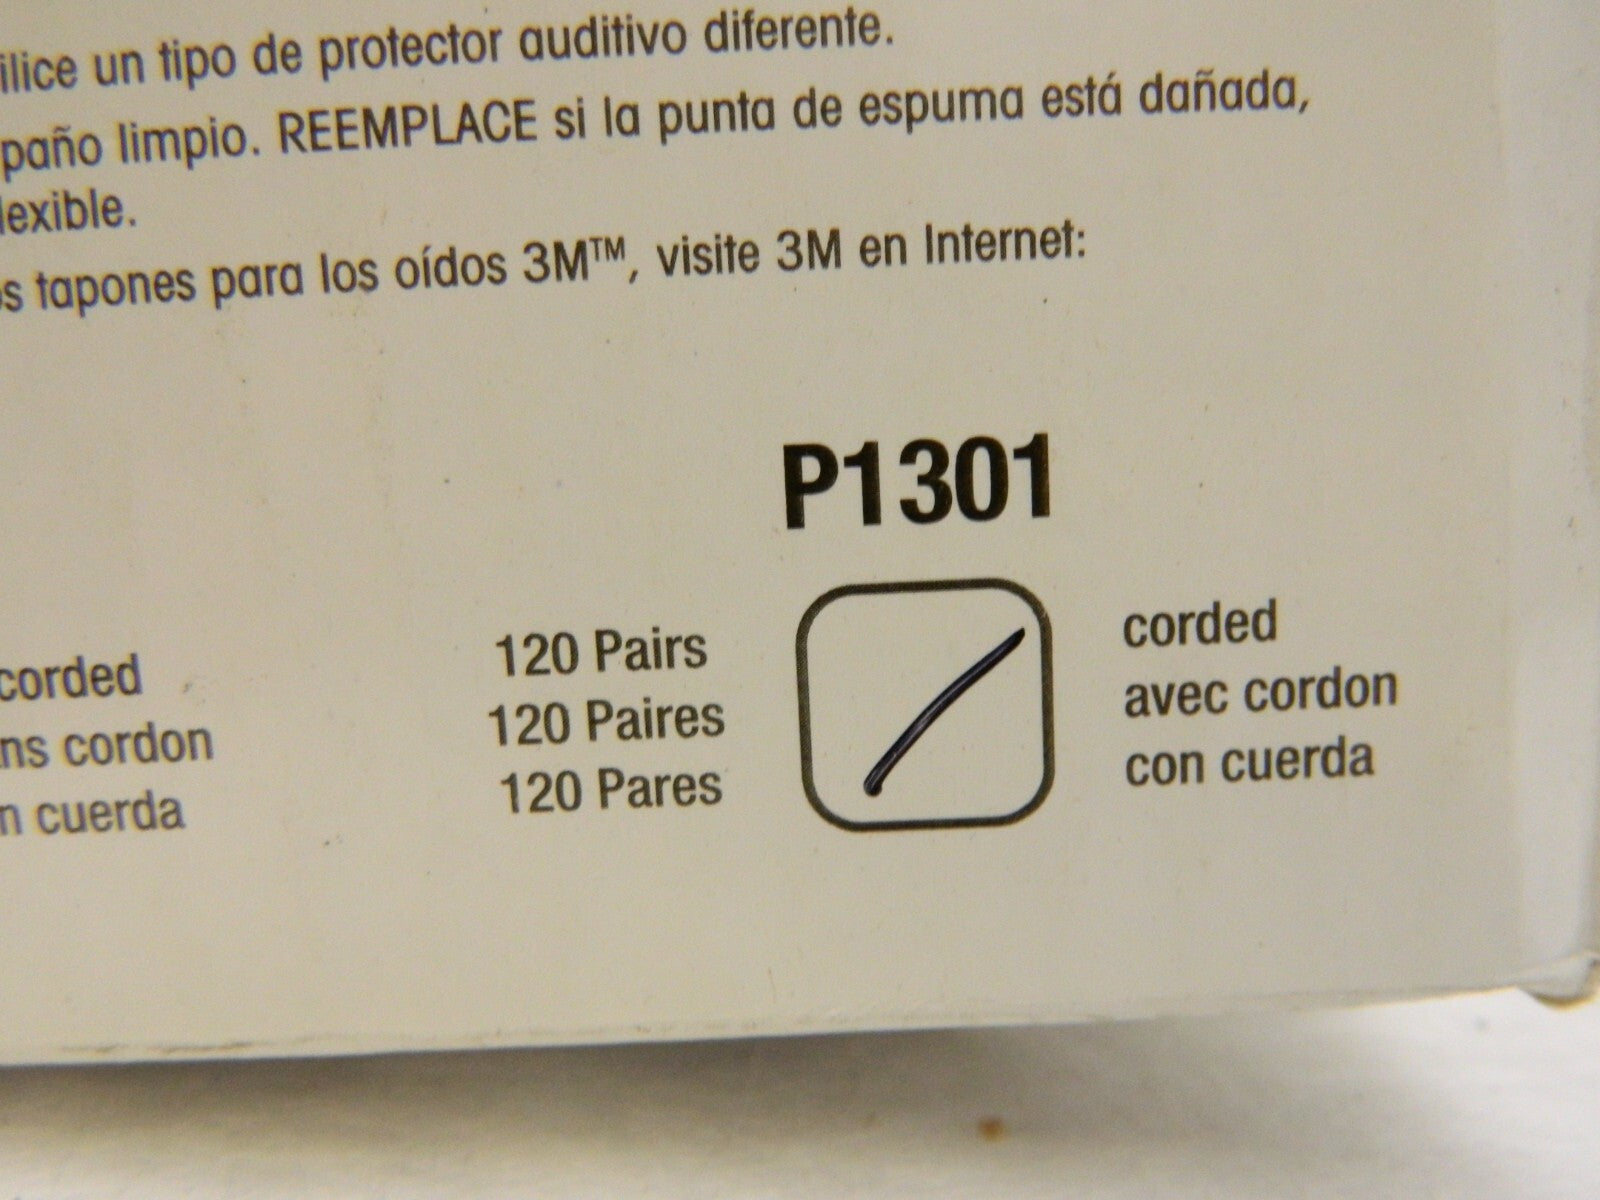 ilice un tipo de protector auditivo diferente.
paño limpio. REEMPLACE si la punta de espuma está dañada,
lexible.
os tapones para los oídos 3M™, visite 3M en Internet:
P1301
corded
ns cordon
n cuerda
120 Pairs
120 Paires
120 Pares
corded
avec cordon
con cuerda